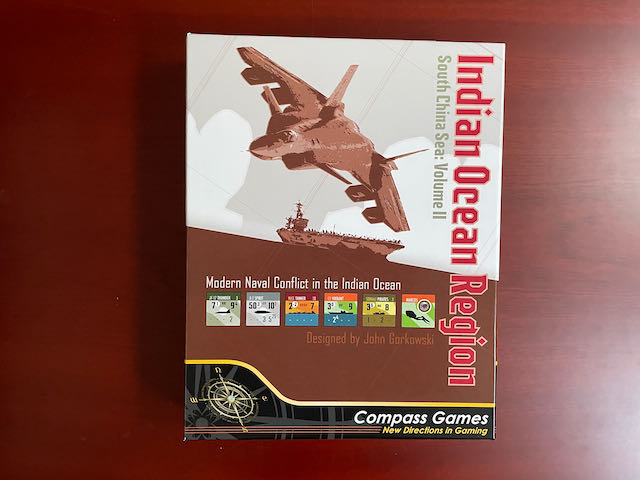 Indian Ocean Region
South China Sea: Volume II
Modern Naval Conflict in the Indian Ocean
Designed by John Gorkowski
Compass Games
New Directions in Gaming